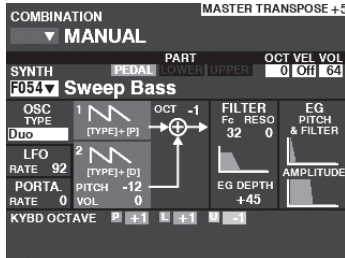 MASTER TRANSPOSE +5
COMBINATION
▼ MANUAL
PART
OCT VEL VOL
SYNTH PEDAL LOWER UPPER 0 Off 64
F054▼ Sweep Bass
OSC TYPE
Duo
1
[TYPE]+[P]
OCT -1
FILTER
Fc RESO
32 0
EG PITCH & FILTER
LFO
RATE 92
2
[TYPE]+[D]
PITCH -12
VOL 0
EG DEPTH
+45
AMPLITUDE
PORTA.
RATE 0
KYBD OCTAVE P +1 L +1 U -1